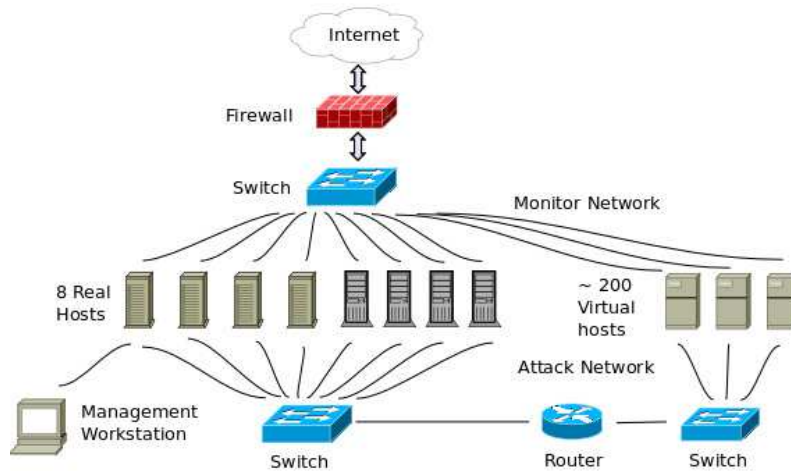 Internet
Firewall
Switch
Monitor Network
8 Real
Hosts
~ 200
Virtual
hosts
Attack Network
Management
Workstation
Switch
Router
Switch